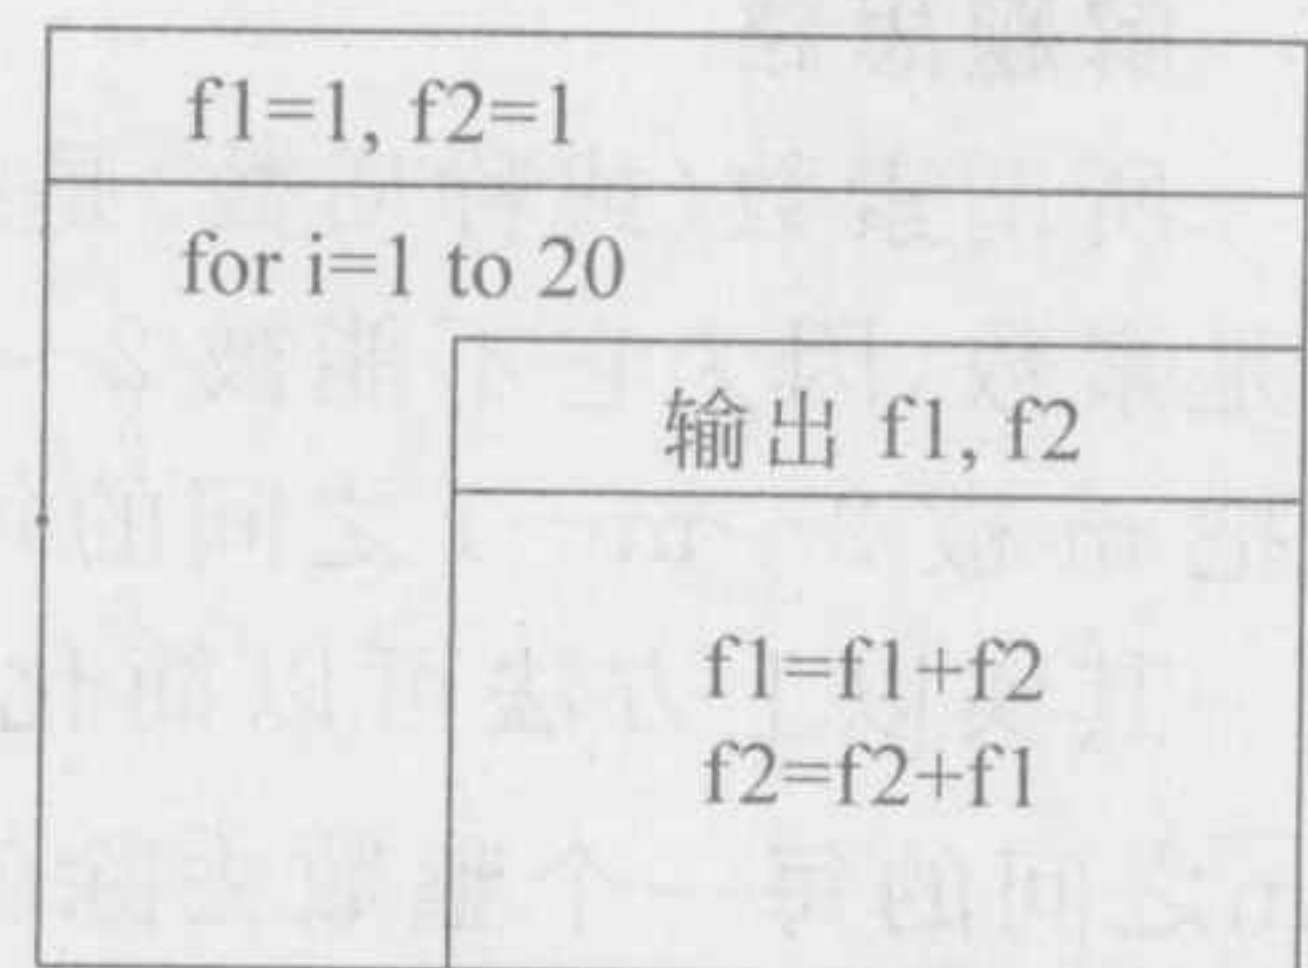 f1=1, f2=1
for i=1 to 20
输出 f1, f2
f1=f1+f2
f2=f2+f1